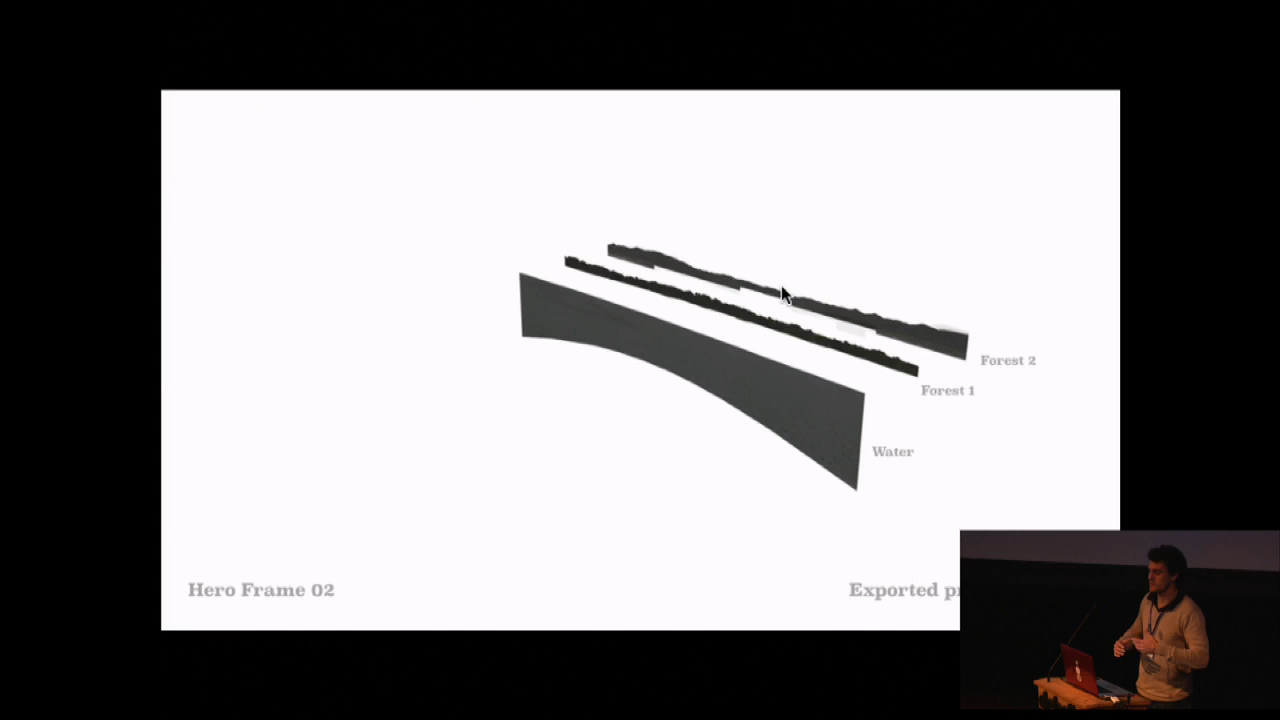 Forest 2
Forest 1
Water
Hero Frame 02
Exported